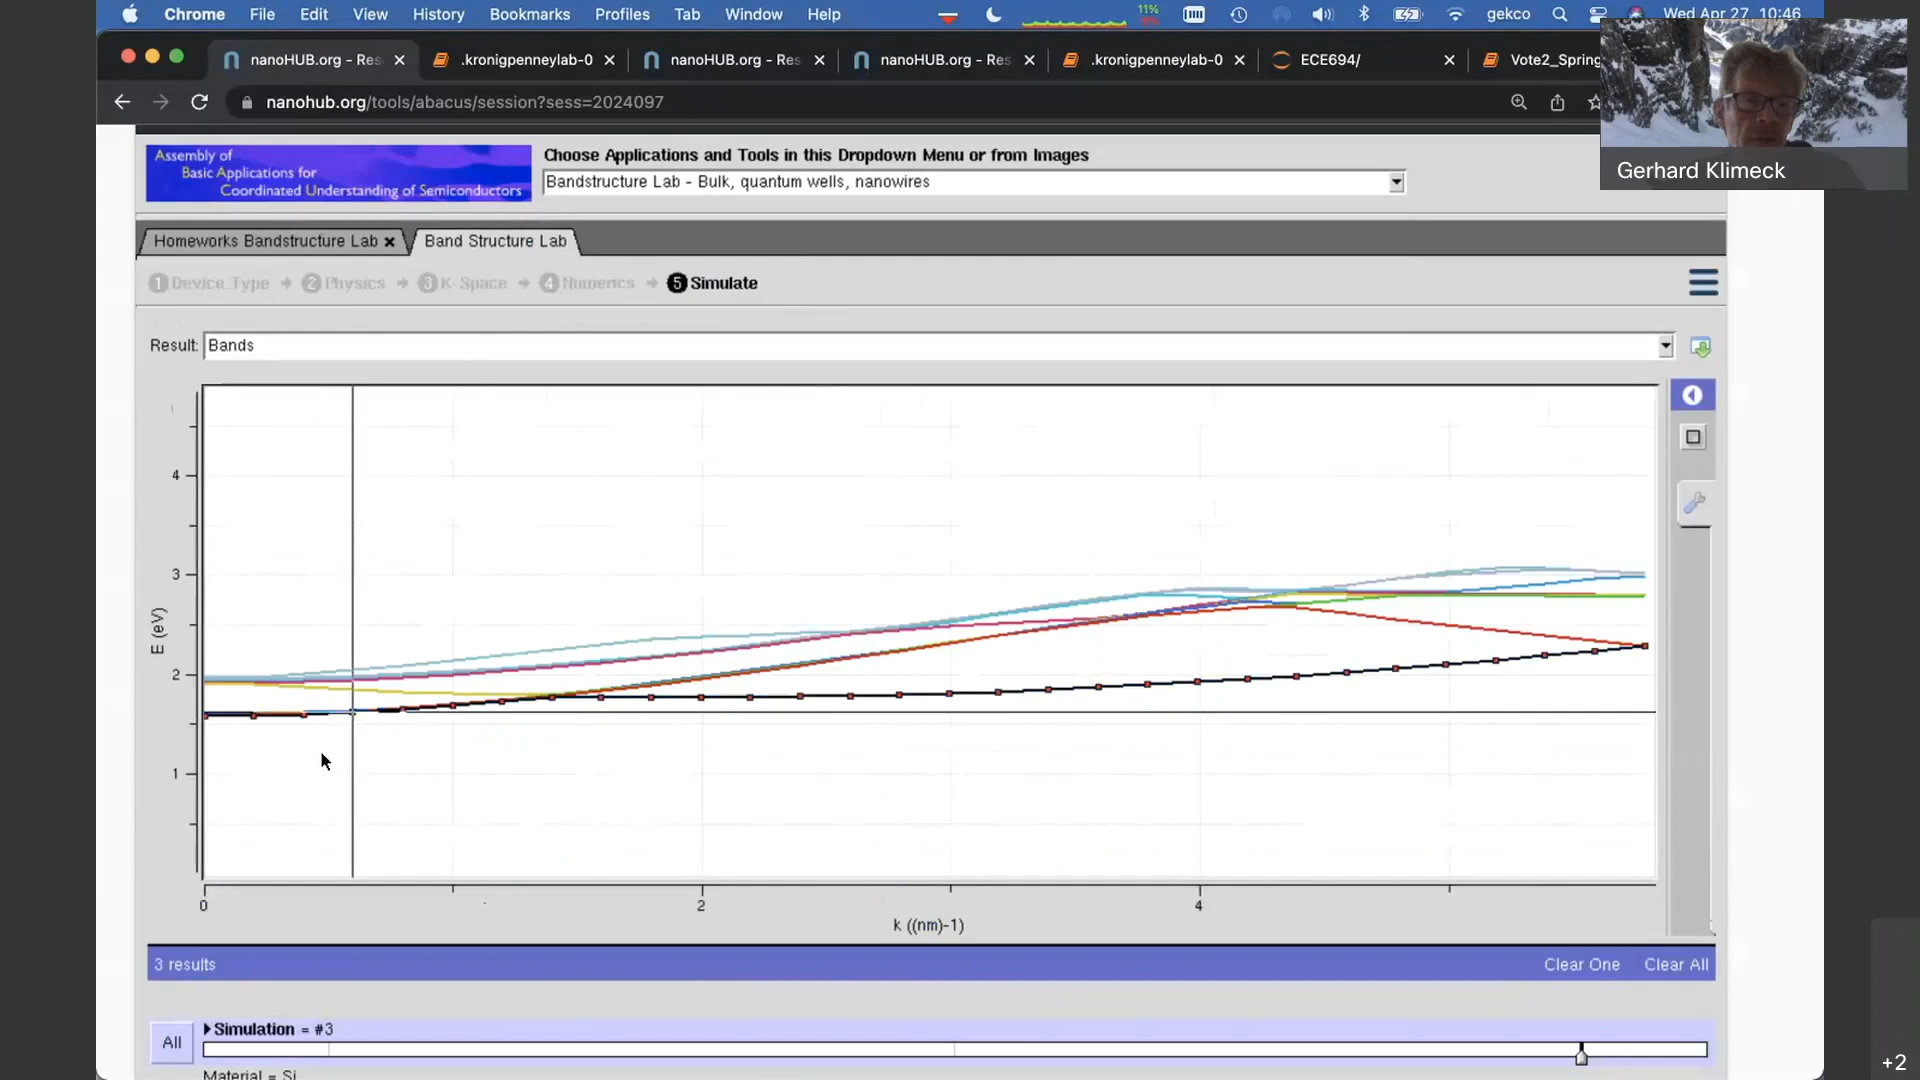 Chrome File Edit View History Bookmarks Profiles Tab Window Help 11% gekco Wed Apr 27, 10:46
nanoHUB.org - Res .kronigpenneylab-0 nanoHUB.org - Res nanoHUB.org - Res .kronigpenneylab-0 ECE694/ Vote2_Spring
nanohub.org/tools/abacus/session?sess=2024097
Gerhard Klimeck
Assembly of
Basic Applications for
Coordinated Understanding of Semiconductors
Choose Applications and Tools in this Dropdown Menu or from Images
Bandstructure Lab - Bulk, quantum wells, nanowires
Homeworks Bandstructure Lab Band Structure Lab
1 Device Type 2 Physics 3 K-Space 4 Numerics 5 Simulate
Result: Bands
4
3
2
1
E (eV)
0 2 4
k ((nm)-1)
3 results Clear One Clear All
All
Simulation = #3
Material = Si
+2